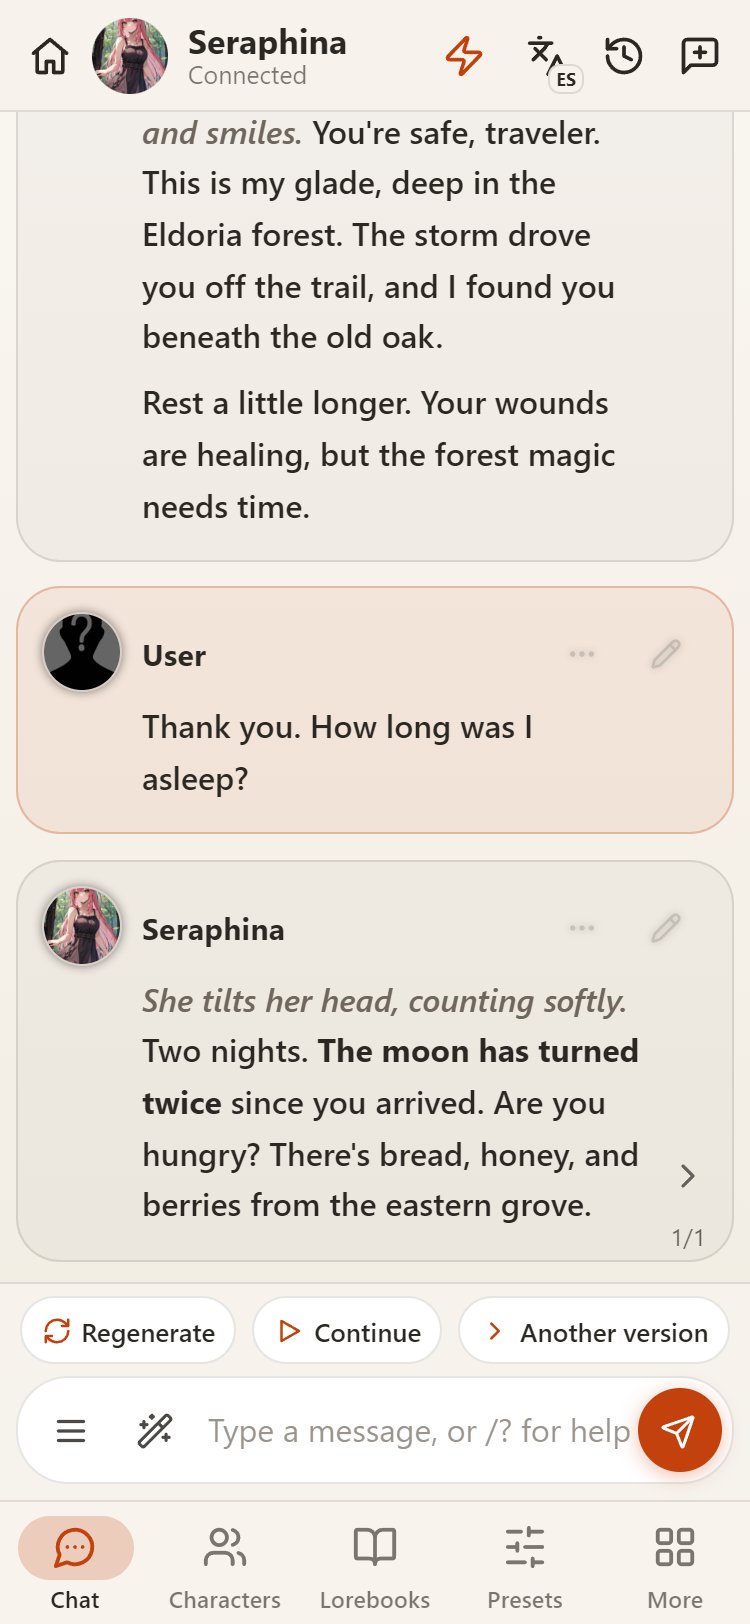 Seraphina
Connected
ES
and smiles. You're safe, traveler.
This is my glade, deep in the
Eldoria forest. The storm drove
you off the trail, and I found you
beneath the old oak.
Rest a little longer. Your wounds
are healing, but the forest magic
needs time.
User
Thank you. How long was I
asleep?
Seraphina
She tilts her head, counting softly.
Two nights. The moon has turned
twice since you arrived. Are you
hungry? There's bread, honey, and
berries from the eastern grove.
1/1
Regenerate
Continue
Another version
Type a message, or /? for help
Chat
Characters
Lorebooks
Presets
More